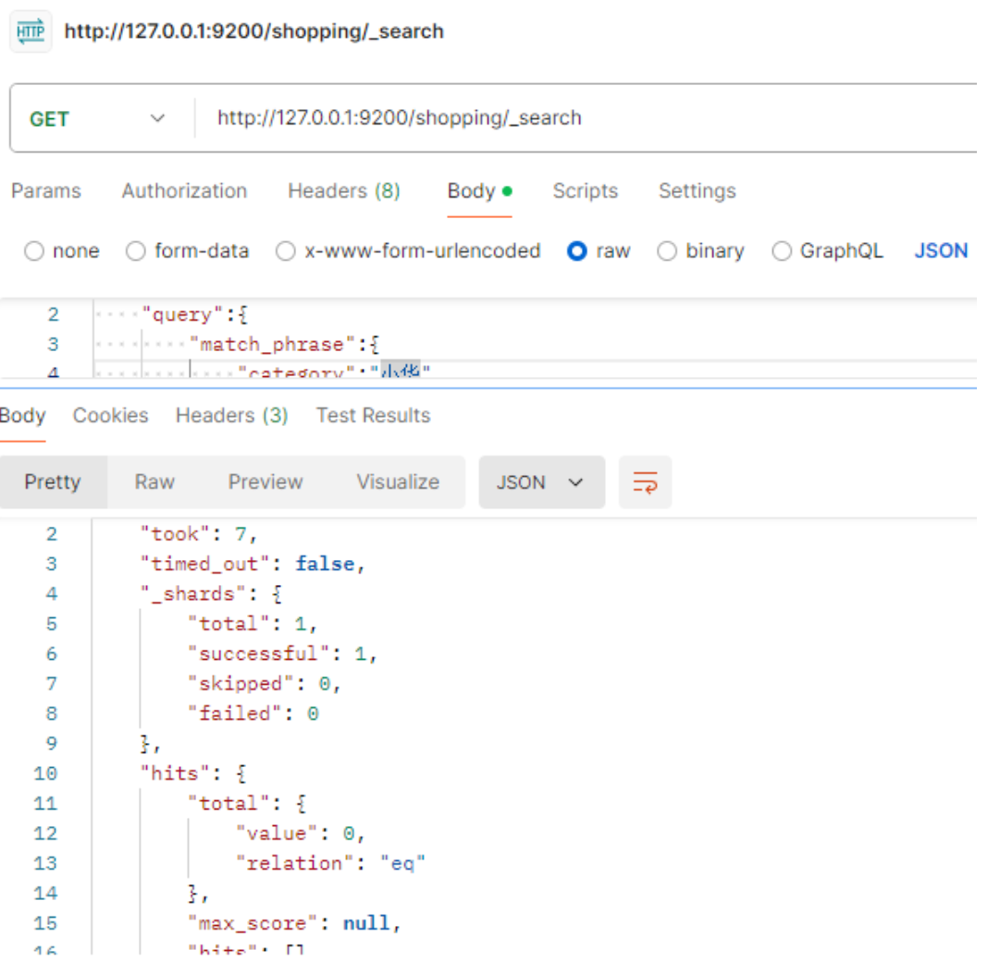 HTTP http://127.0.0.1:9200/shopping/_search
GET http://127.0.0.1:9200/shopping/_search
Params Authorization Headers (8) Body Scripts Settings
none form-data x-www-form-urlencoded raw binary GraphQL JSON
2 "query":{
3 "match_phrase":{
4 "category":"小华"
Body Cookies Headers (3) Test Results
Pretty Raw Preview Visualize JSON
2 "took": 7,
3 "timed_out": false,
4 "_shards": {
5 "total": 1,
6 "successful": 1,
7 "skipped": 0,
8 "failed": 0
9 },
10 "hits": {
11 "total": {
12 "value": 0,
13 "relation": "eq"
14 },
15 "max_score": null,
16 "hits": []